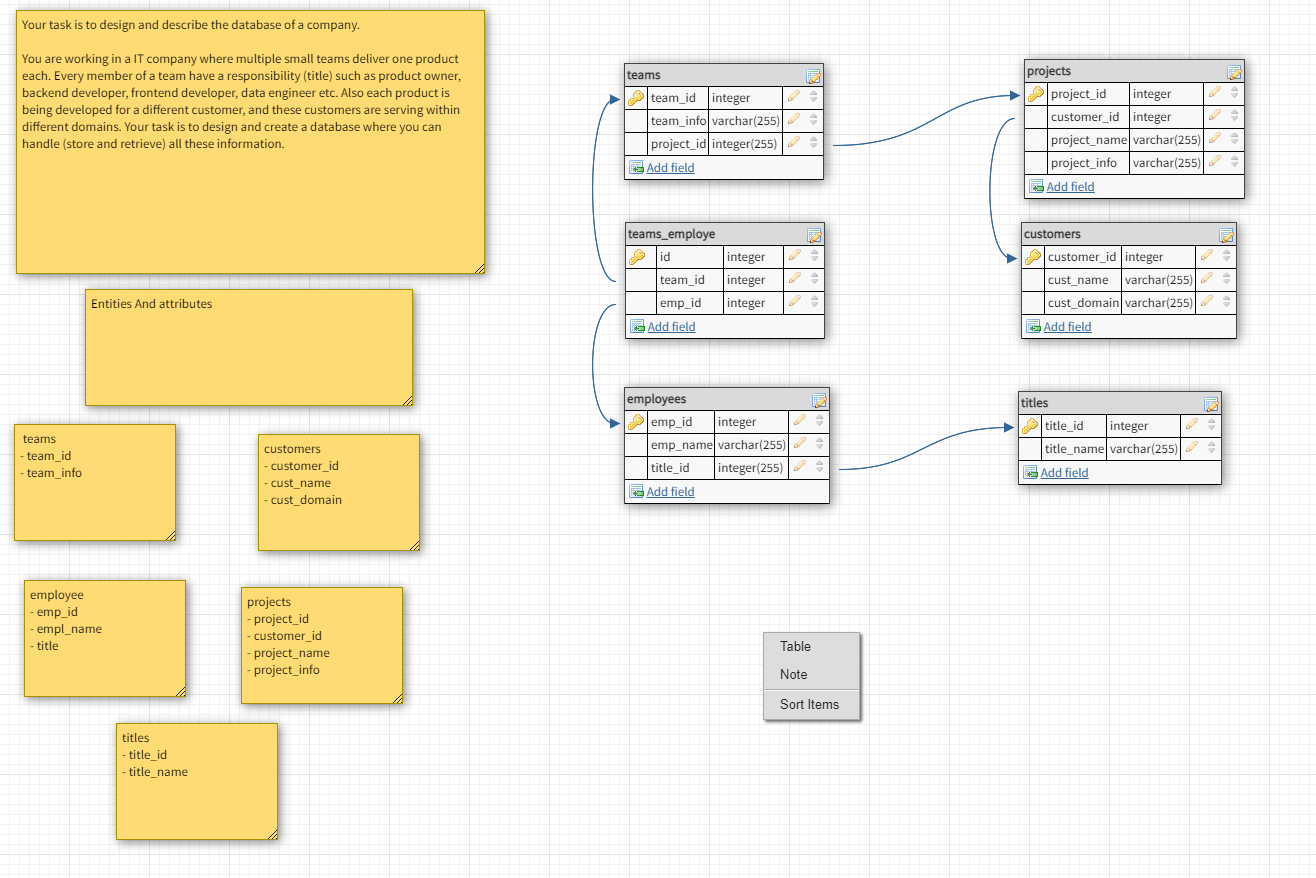 Your task is to design and describe the database of a company.
You are working in a IT company where multiple small teams deliver one product
each. Every member of a team have a responsibility (title) such as product owner,
backend developer, frontend developer, data engineer etc. Also each product is
being developed for a different customer, and these customers are serving within
different domains. Your task is to design and create a database where you can
handle (store and retrieve) all these information.
Entities And attributes
teams
- team_id
- team_info
customers
- customer_id
- cust_name
- cust_domain
employee
- emp_id
- empl_name
- title
projects
- project_id
- customer_id
- project_name
- project_info
titles
- title_id
- title_name
teams
team_id integer
team_info varchar(255)
project_id integer(255)
Add field
teams_employe
id integer
team_id integer
emp_id integer
Add field
employees
emp_id integer
emp_name varchar(255)
title_id integer(255)
Add field
projects
project_id integer
customer_id integer
project_name varchar(255)
project_info varchar(255)
Add field
customers
customer_id integer
cust_name varchar(255)
cust_domain varchar(255)
Add field
titles
title_id integer
title_name varchar(255)
Add field
Table
Note
Sort Items